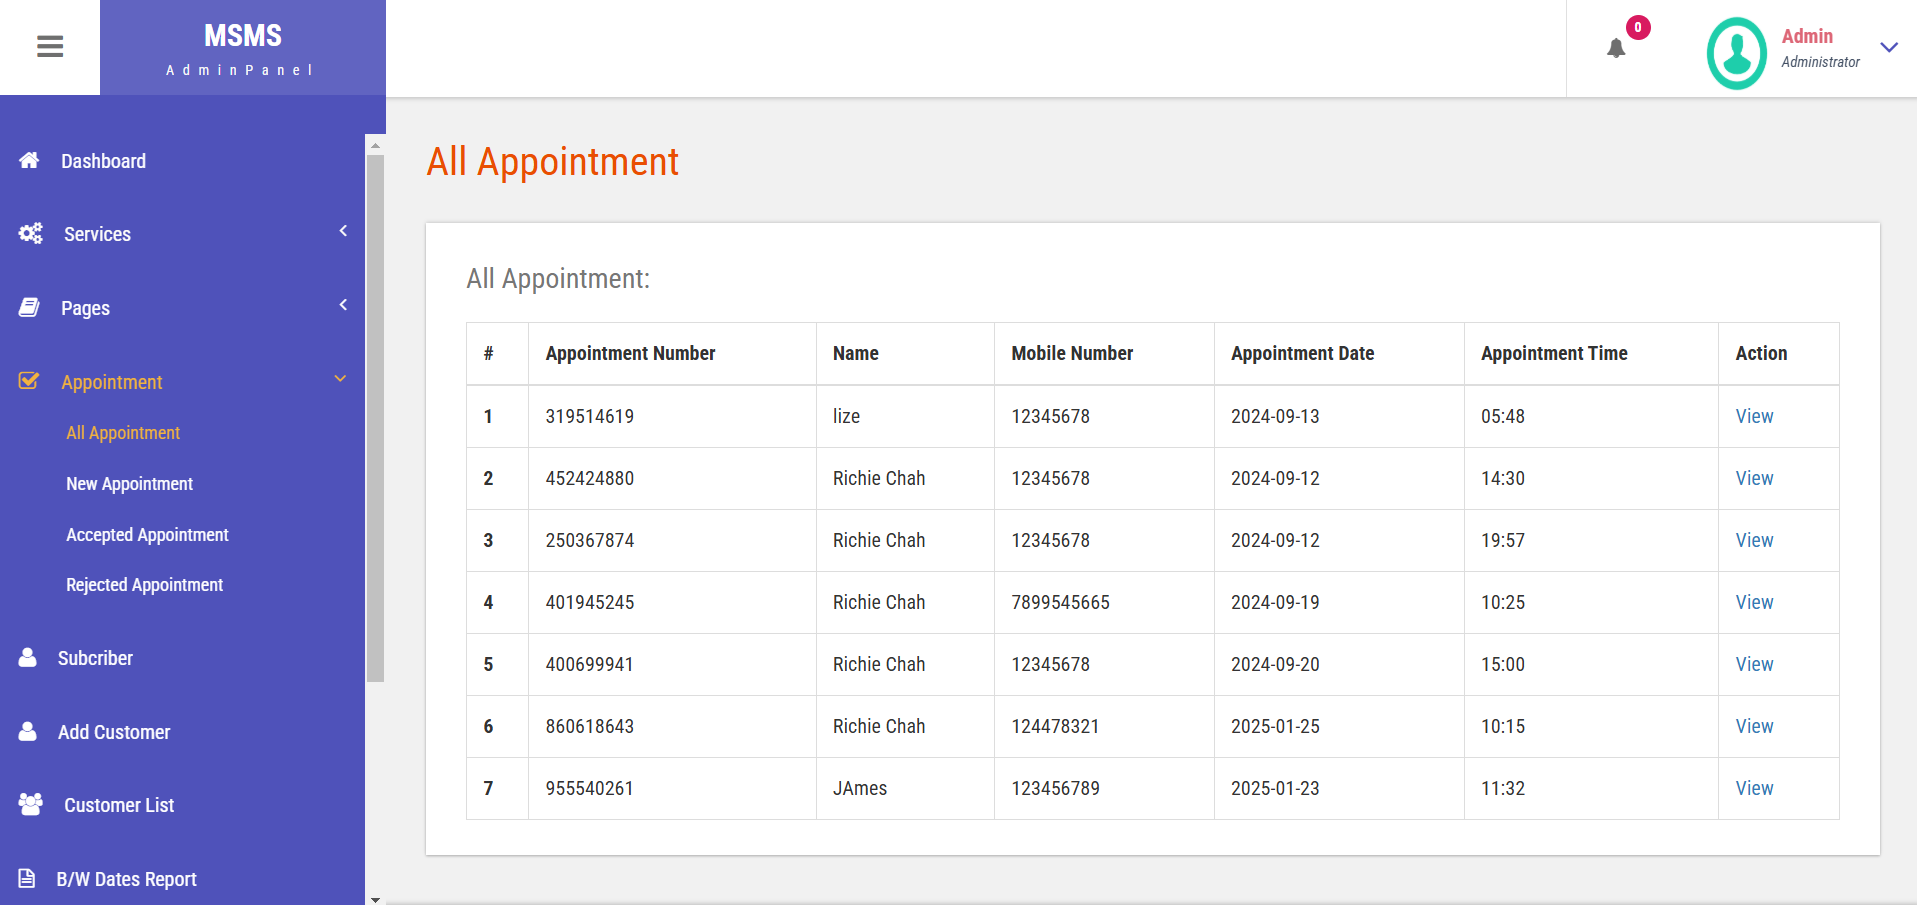 MSMS
AdminPanel
0
Admin
Administrator
Dashboard
Services
Pages
Appointment
All Appointment
New Appointment
Accepted Appointment
Rejected Appointment
Subcriber
Add Customer
Customer List
B/W Dates Report
All Appointment
All Appointment:
# Appointment Number Name Mobile Number Appointment Date Appointment Time Action
1 319514619 lize 12345678 2024-09-13 05:48 View
2 452424880 Richie Chah 12345678 2024-09-12 14:30 View
3 250367874 Richie Chah 12345678 2024-09-12 19:57 View
4 401945245 Richie Chah 7899545665 2024-09-19 10:25 View
5 400699941 Richie Chah 12345678 2024-09-20 15:00 View
6 860618643 Richie Chah 124478321 2025-01-25 10:15 View
7 955540261 JAmes 123456789 2025-01-23 11:32 View